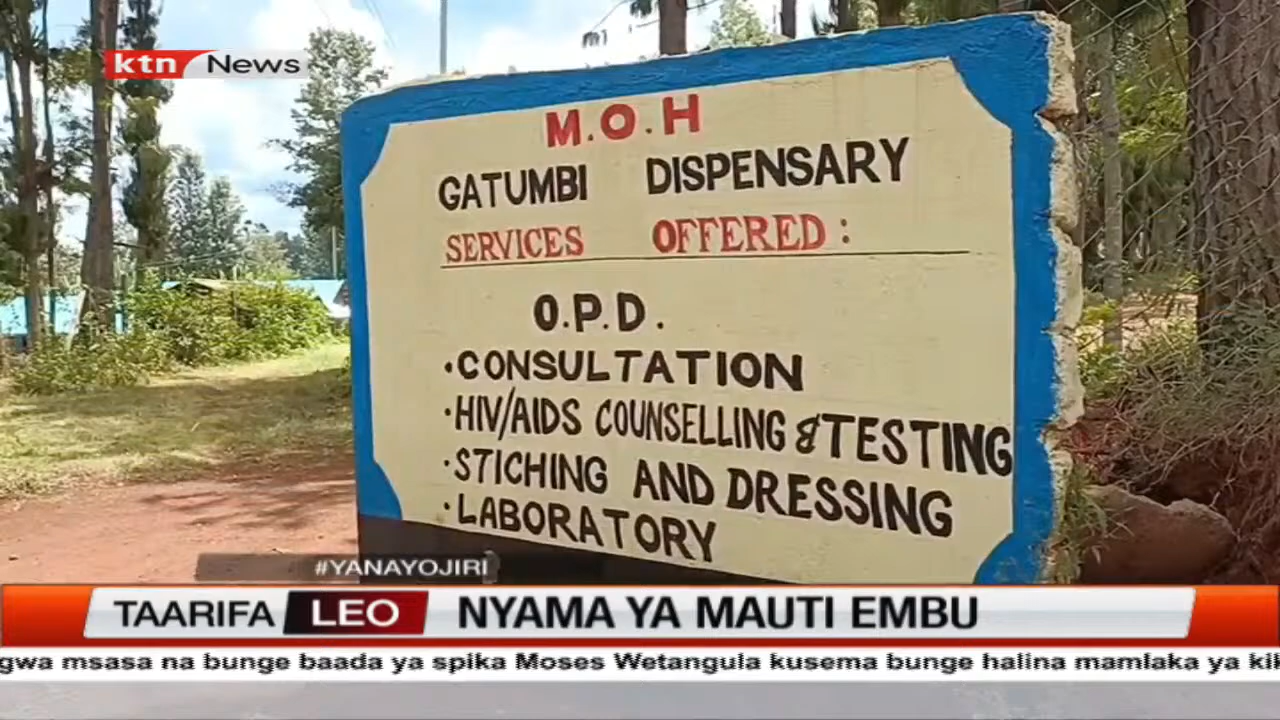 ktn News
M.O.H
GATUMBI DISPENSARY
SERVICES OFFERED:
O.P.D.
·CONSULTATION
·HIV/AIDS COUNSELLING & TESTING
·STICHING AND DRESSING
·LABORATORY
#YANAYOJIRI
TAARIFA LEO NYAMA YA MAUTI EMBU
gwa msasa na bunge baada ya spika Moses Wetangula kusema bunge halina mamlaka ya